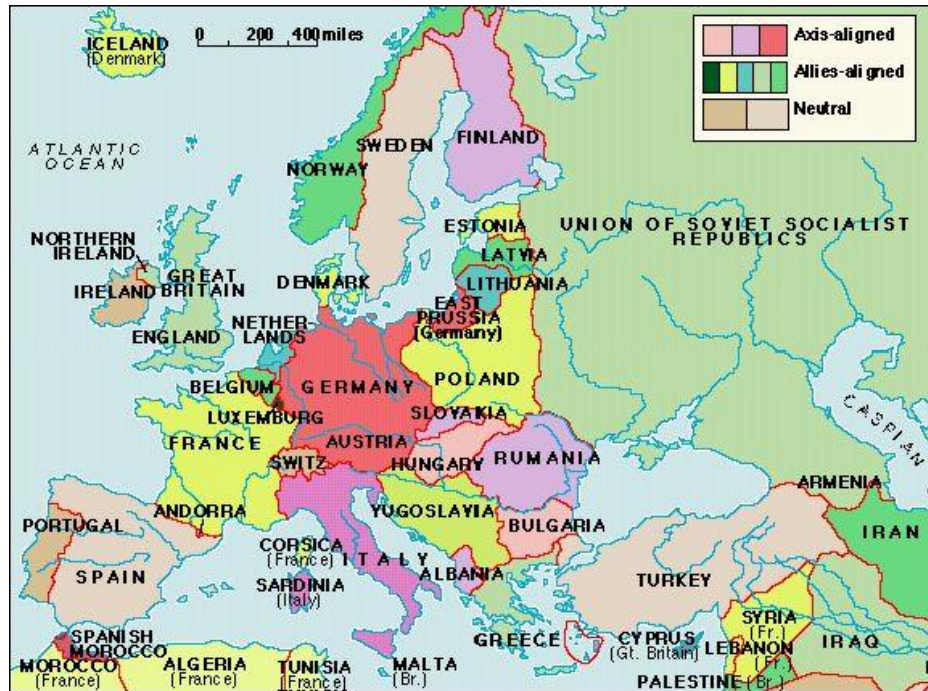 ICELAND
(Denmark)
0 200 400 miles
Axis-aligned
Allies-aligned
Neutral
ATLANTIC
OCEAN
SWEDEN
FINLAND
NORWAY
ESTONIA
UNION OF SOVIET SOCIALIST
REPUBLICS
NORTHERN
IRELAND
LATVIA
DENMARK
LITHUANIA
IRELAND
GREAT
BRITAIN
EAST
PRUSSIA
(Germany)
ENGLAND
NETHER-
LANDS
BELGIUM
GERMANY
POLAND
LUXEMBURG
SLOVAKIA
CASPIAN
FRANCE
AUSTRIA
SWITZ
HUNGARY
RUMANIA
ARMENIA
ANDORRA
YUGOSLAVIA
PORTUGAL
BULGARIA
IRAN
CORSICA
(France)
ITALY
SPAIN
ALBANIA
TURKEY
SARDINIA
(Italy)
SYRIA
(Fr.)
SPANISH
MOROCCO
GREECE
CYPRUS
(Gt. Britain)
LEBANON
(Fr.)
IRAQ
MOROCCO
(France)
ALGERIA
(France)
TUNISIA
(France)
MALTA
(Br.)
PALESTINE (Br.)